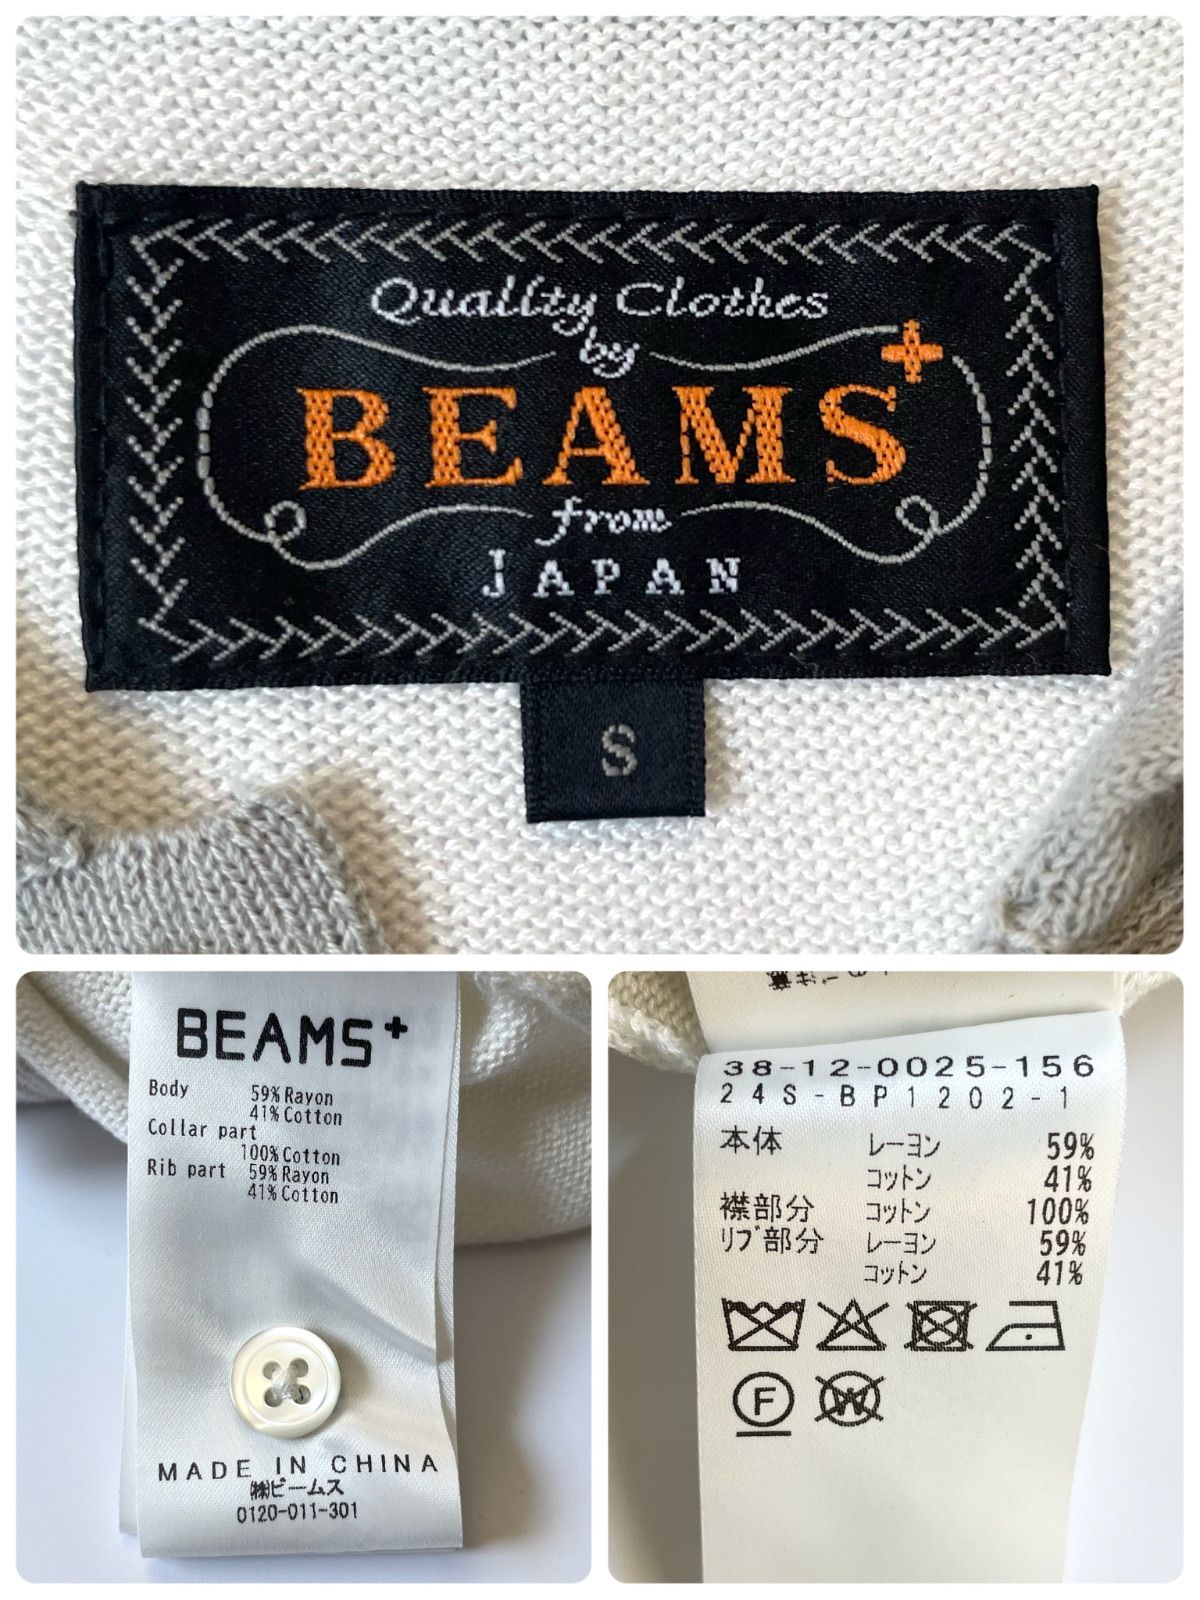 Quality Clothes
by
BEAMS+
from
JAPAN
S
BEAMS+
Body 59% Rayon
41% Cotton
Collar part
100% Cotton
Rib part 59% Rayon
41% Cotton
MADE IN CHINA
㈱ビームス
0120-011-301
38-12-0025-156
24S-BP1202-1
本体 レーヨン 59%
コットン 41%
襟部分 コットン 100%
リブ部分 レーヨン 59%
コットン 41%
F W